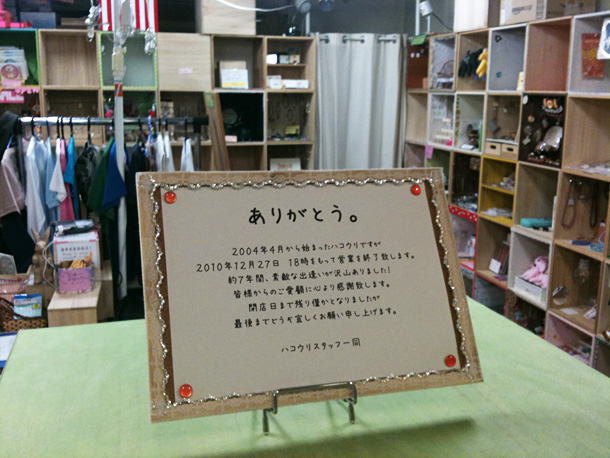 ありがとう。
2004年4月から始まったハコウリですが
2010年12月27日 18時をもって営業を終了致します。
約7年間、素敵な出逢いが沢山ありました!
皆様からのご愛顧に心より感謝致します。
閉店日まで残り僅かとなりましたが
最後までどうか宜しくお願い申し上げます。
ハコウリスタッフ一同